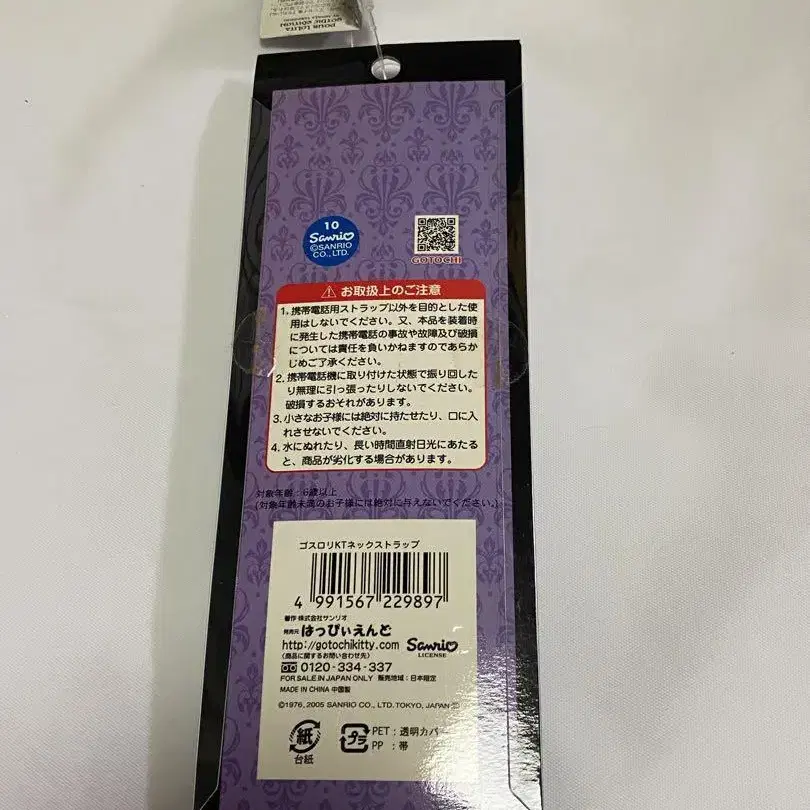 10
Sanrio
©SANRIO
CO., LTD.
GOTOCHI
お取扱上のご注意
1. 携帯電話用ストラップ以外を目的とした使
用はしないでください。又、本品を装着時
に発生した携帯電話の事故や故障及び破損
については責任を負いかねますのであらか
じめご了承ください。
2. 携帯電話機に取り付けた状態で振り回した
り無理に引っ張ったりしないでください。
破損するおそれがあります。
3. 小さなお子様には絶対に持たせたり、口に入
れさせないでください。
4. 水にぬれたり、長い時間直射日光にあたる
と、商品が劣化する場合があります。
対象年齢：6歳以上
(対象年齢未満のお子様には絶対に与えないでください。)
ゴスロリKTネックストラップ
4 991567 229897
著作 株式会社サンリオ
発売元 はっぴぃえんど
http://gotochikitty.com
(商品に関するお問い合わせ先)
0120-334-337
Sanrio
LICENSE
FOR SALE IN JAPAN ONLY 販売地域：日本限定
MADE IN CHINA 中国製
©1976, 2005 SANRIO CO., LTD. TOKYO, JAPAN
紙
台紙
プラ
PET：透明カバー
PP：帯